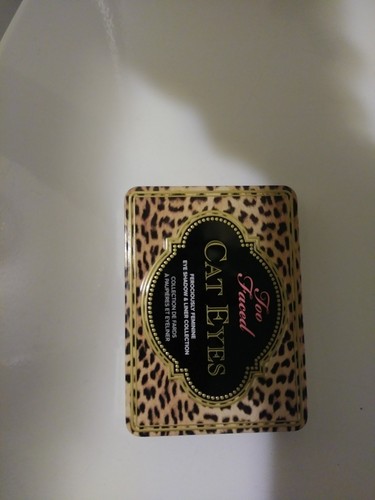 Too
Faced
CAT EYES
FEROCIOUSLY FEMININE
EYE SHADOW & LINER COLLECTION
COLLECTION DE FARDS
À PAUPIÈRES ET EYELINER